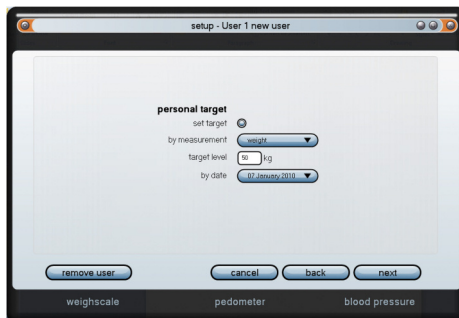 setup - User 1 new user
personal target
set target
by measurement weight
target level 50 kg
by date 07 January 2010
remove user cancel back next
weighscale pedometer blood pressure